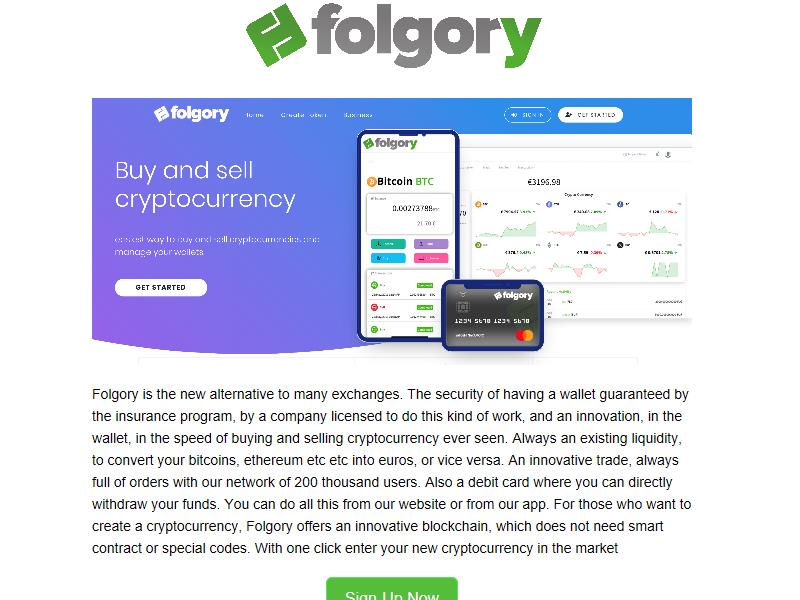 folgory
folgory Home Create Token Business SIGN IN GET STARTED
Buy and sell
cryptocurrency
easiest way to buy and sell cryptocurrencies and
manage your wallets.
GET STARTED
folgory
Bitcoin BTC
0.00273788
€3196.98
Crypto Currency
folgory
1234 5678 1234 5678
Folgory is the new alternative to many exchanges. The security of having a wallet guaranteed by
the insurance program, by a company licensed to do this kind of work, and an innovation, in the
wallet, in the speed of buying and selling cryptocurrency ever seen. Always an existing liquidity,
to convert your bitcoins, ethereum etc etc into euros, or vice versa. An innovative trade, always
full of orders with our network of 200 thousand users. Also a debit card where you can directly
withdraw your funds. You can do all this from our website or from our app. For those who want to
create a cryptocurrency, Folgory offers an innovative blockchain, which does not need smart
contract or special codes. With one click enter your new cryptocurrency in the market
Sign Up Now